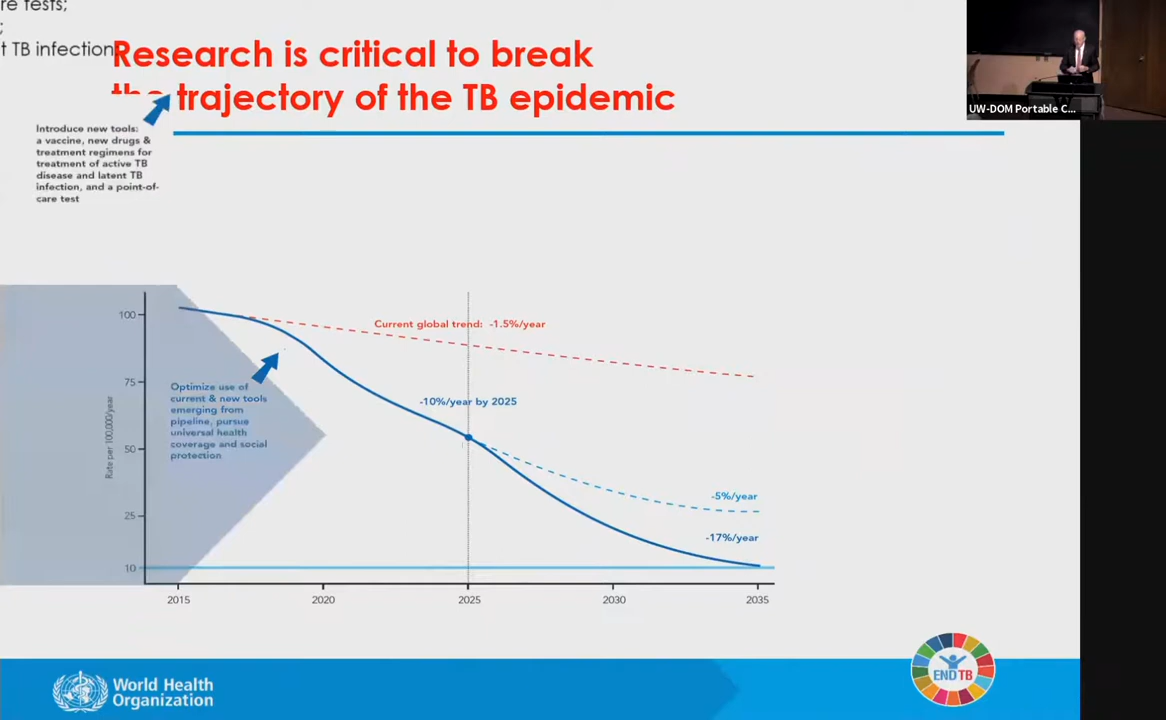 re tests;
;
t TB infection
Research is critical to break
the trajectory of the TB epidemic
UW-DOM Portable C...
Introduce new tools:
a vaccine, new drugs &
treatment regimens for
treatment of active TB
disease and latent TB
infection, and a point-of-
care test
100
75
50
25
10
Rate per 100,000/year
Current global trend: -1.5%/year
Optimize use of
current & new tools
emerging from
pipeline, pursue
universal health
coverage and social
protection
-10%/year by 2025
-5%/year
-17%/year
2015
2020
2025
2030
2035
World Health
Organization
END TB